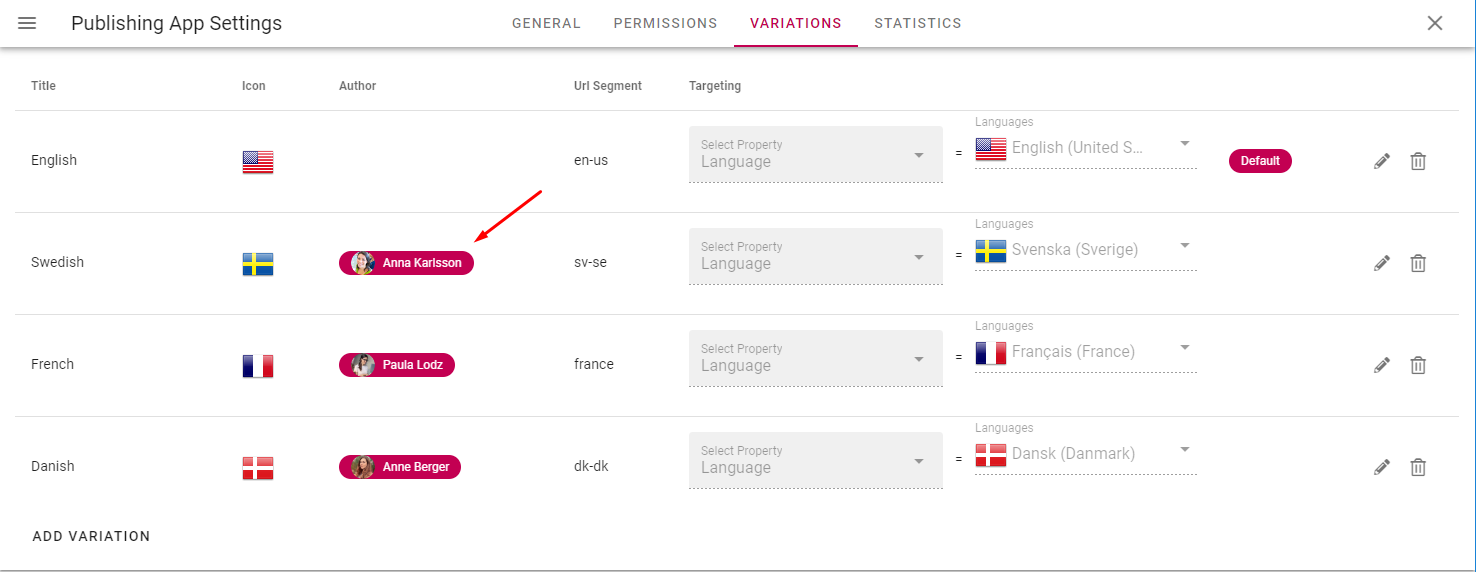 Publishing App Settings GENERAL PERMISSIONS VARIATIONS STATISTICS
Title Icon Author Url Segment Targeting
Languages
English en-us Select Property = English (United S... Default
Language
Languages
Swedish Anna Karlsson sv-se Select Property = Svenska (Sverige)
Language
Languages
French Paula Lodz france Select Property = Français (France)
Language
Languages
Danish Anne Berger dk-dk Select Property = Dansk (Danmark)
Language
ADD VARIATION